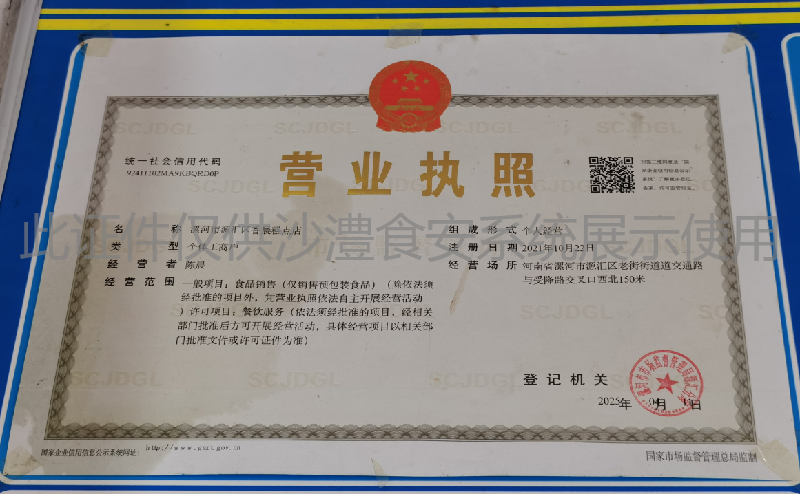 营业执照
统一社会信用代码
名 称
类 型 个体工商户
经 营 者 陈晨
经 营 范 围 一般项目：食品销售（仅销售预包装食品）（除依法须
经批准的项目外，凭营业执照依法自主开展经营活动
）许可项目：餐饮服务（依法须经批准的项目，经相关
部门批准后方可开展经营活动，具体经营项目以相关部
门批准文件或许可证件为准）
组 成 形 式 个人经营
注 册 日 期 2021年10月22日
经 营 场 所 河南省漯河市源汇区老街街道道交通路
与受降路交叉口西北150米
登 记 机 关
2025年
月
日
国家企业信用信息公示系统网址：
http://www.gsxt.gov.cn
国家市场监督管理总局监制
此证件仅供沙澧食安系统展示使用
SCJDGL